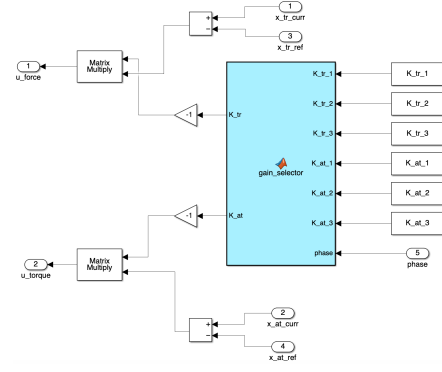 1
x_tr_curr
+
−
3
x_tr_ref
1
u_force
Matrix
Multiply
K_tr_1
K_tr_1
K_tr_2
K_tr_2
-1
K_tr
K_tr_3
K_tr_3
gain_selector
K_at_1
K_at_1
K_at_2
K_at_2
-1
K_at
K_at_3
K_at_3
phase
5
phase
2
u_torque
Matrix
Multiply
2
x_at_curr
+
−
4
x_at_ref